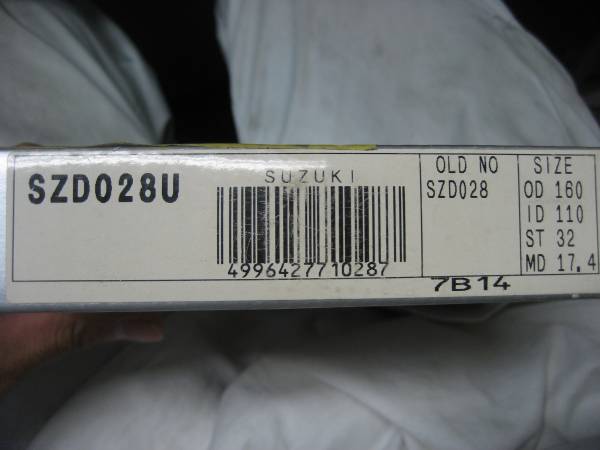 SZD028U
SUZUKI
4996427710287
OLD NO
SZD028
7B14
SIZE
OD 160
ID 110
ST 32
MD 17.4